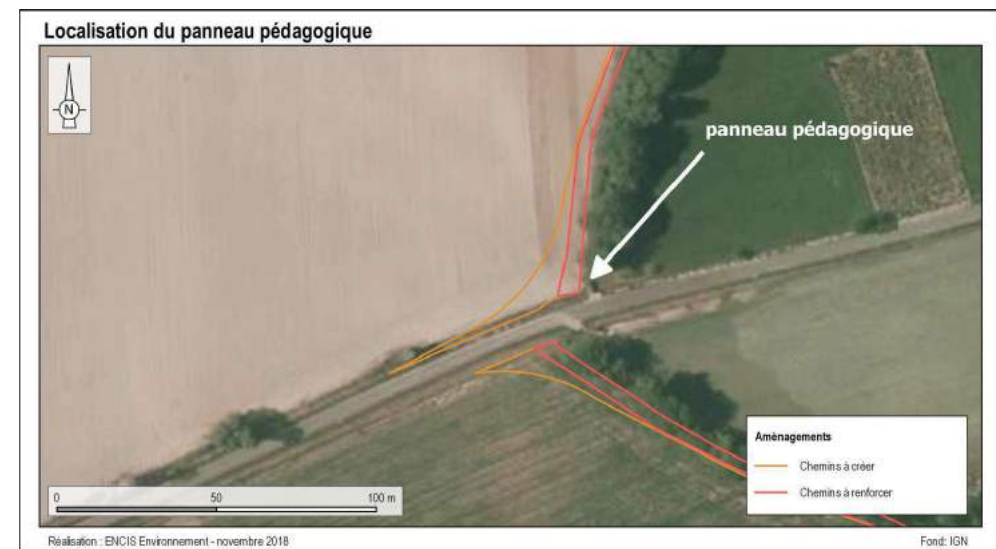 Localisation du panneau pédagogique
N
panneau pédagogique
Aménagements
Chemins à créer
Chemins à renforcer
0 50 100 m
Réalisation : ENCIS Environnement - novembre 2018
Fond: IGN